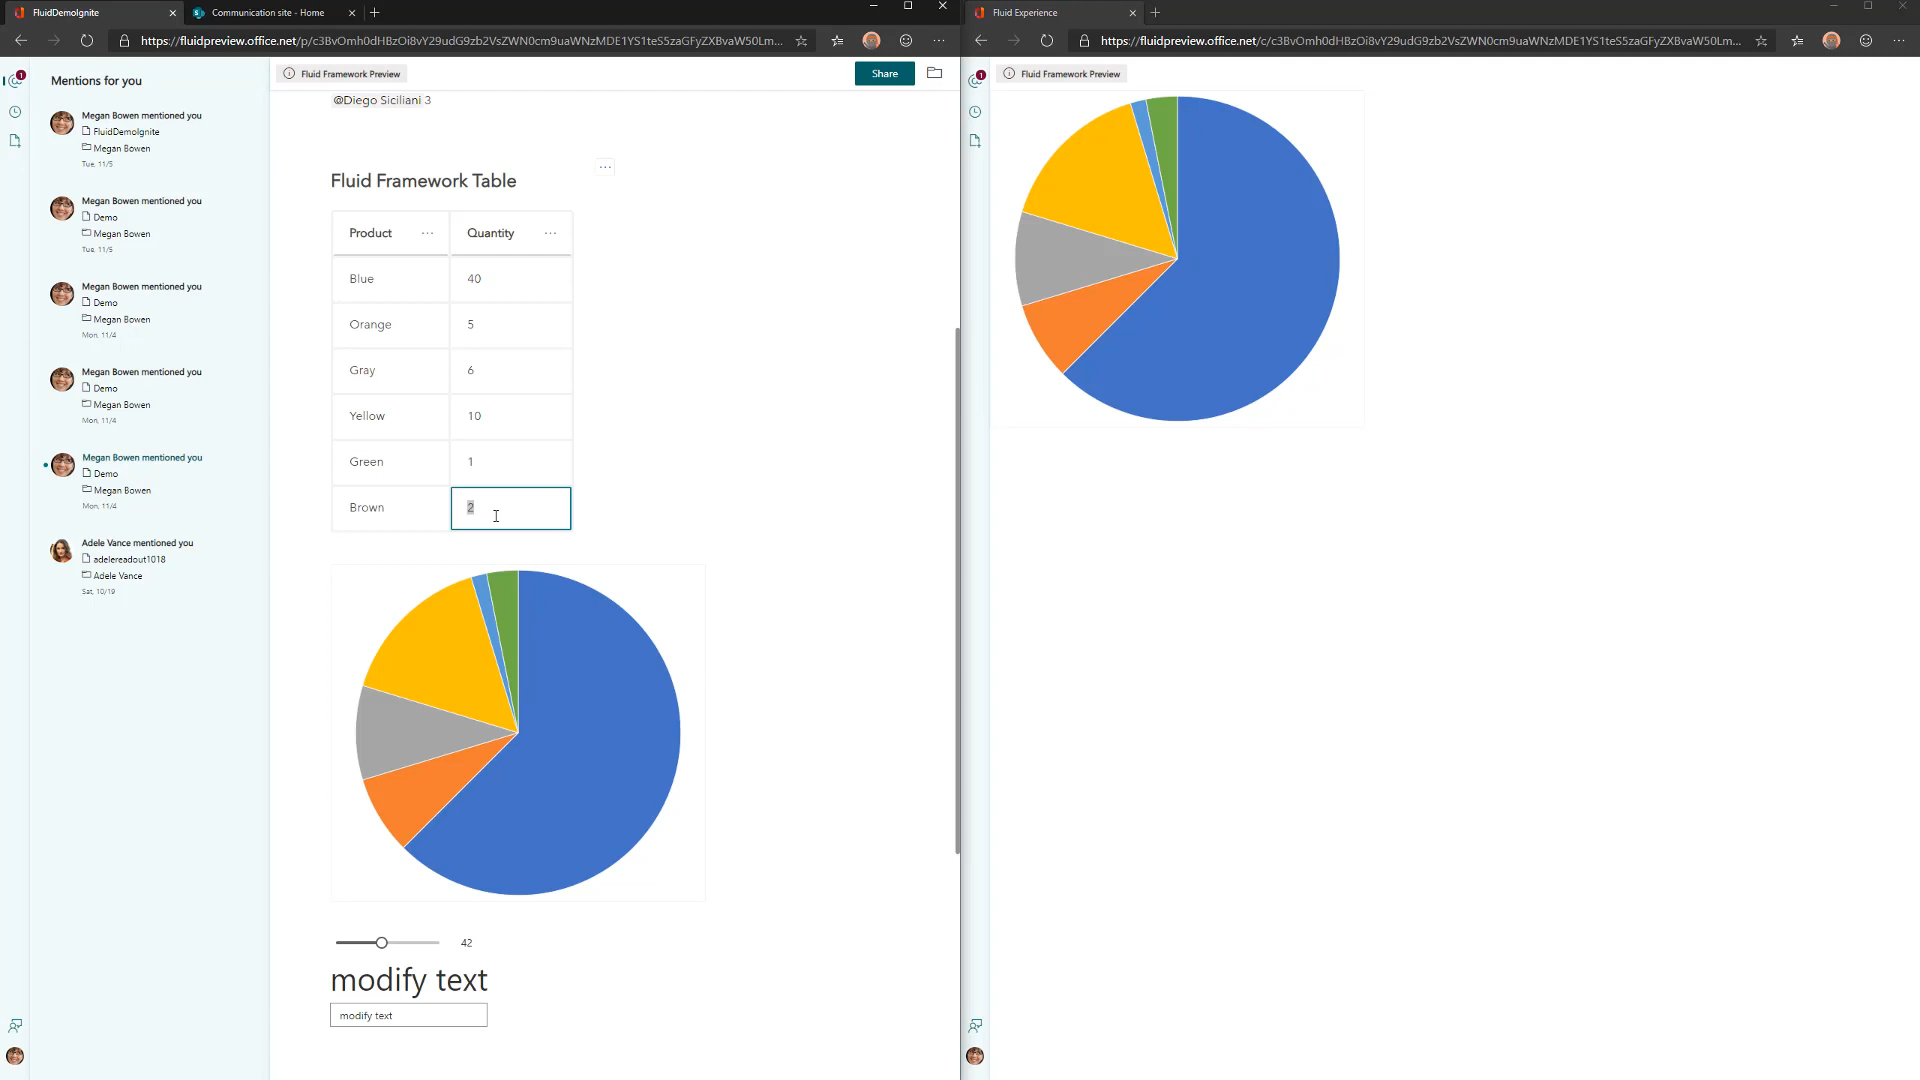 FluidDemoIgnite
Communication site - Home
Fluid Experience
https://fluidpreview.office.net/p/c3BvOmh0dHBzOi8vY29udG9zb2VsZWN0cm9uaWNzMDE1YS1teS5zaGFyZXBvaW50Lm...
https://fluidpreview.office.net/c/c3BvOmh0dHBzOi8vY29udG9zb2VsZWN0cm9uaWNzMDE1YS1teS5zaGFyZXBvaW50Lm...
1
Mentions for you
Megan Bowen mentioned you
FluidDemoIgnite
Megan Bowen
Tue, 11/5
Megan Bowen mentioned you
Demo
Megan Bowen
Tue, 11/5
Megan Bowen mentioned you
Demo
Megan Bowen
Mon, 11/4
Megan Bowen mentioned you
Demo
Megan Bowen
Mon, 11/4
Megan Bowen mentioned you
Demo
Megan Bowen
Mon, 11/4
Adele Vance mentioned you
adelereadout1018
Adele Vance
Sat, 10/19
Fluid Framework Preview
Share
@Diego Siciliani 3
Fluid Framework Table
Product ... Quantity ...
Blue 40
Orange 5
Gray 6
Yellow 10
Green 1
Brown 2
42
modify text
modify text
1
Fluid Framework Preview